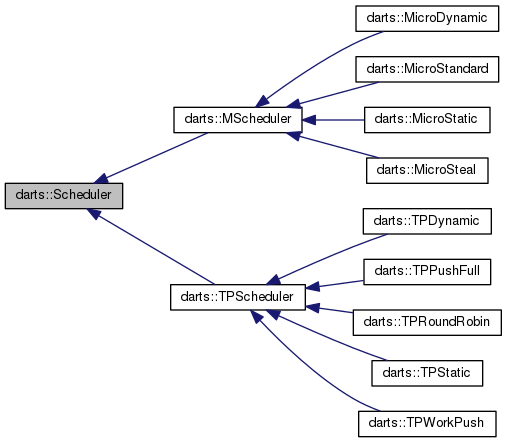 darts::MicroDynamic
darts::MicroStandard
darts::MScheduler
darts::MicroStatic
darts::MicroSteal
darts::Scheduler
darts::TPDynamic
darts::TPPushFull
darts::TPScheduler
darts::TPRoundRobin
darts::TPStatic
darts::TPWorkPush